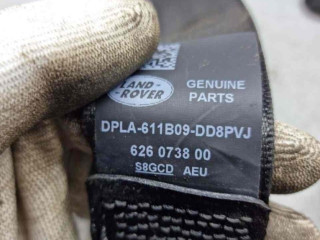 LAND-
ROVER
GENUINE
PARTS
DPLA-611B09-DD8PVJ
626 0738 00
S8GCD AEU